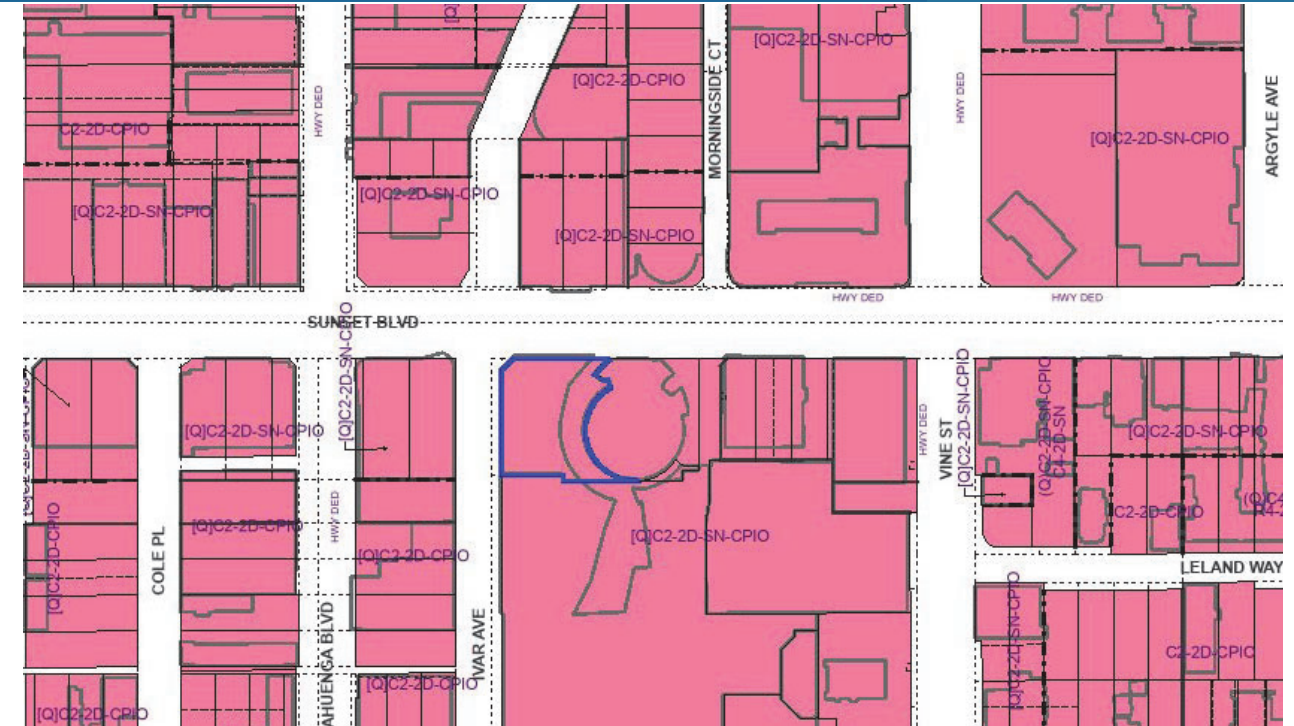 [Q]
[Q]C2-2D-SN-CPIO
[Q]C2-2D-CPIO
MORNINGSIDE CT
HWY DED
HWY DED
ARGYLE AVE
C2-2D-CPIO
[Q]C2-2D-SN-CPIO
[Q]C2-2D-SN-CPIO
[Q]C2-2D-SN-CPIO
[Q]C2-2D-SN-CPIO
HWY DED
HWY DED
SUNSET BLVD
[Q]C2-2D-SN-CPIO
[Q]C2-2D-SN-CPIO
HWY DED
VINE ST
[Q]C2-2D-SN-CPIO
(Q)C2-2D-SN-CPIO
C4-2D-SN
[Q]C2-2D-SN-CPIO
[Q]C2-2D-CPIO
COLE PL
[Q]C2-2D-CPIO
HWY DED
[Q]C2-2D-CPIO
[Q]C2-2D-SN-CPIO
C2-2D-CPIO
LELAND WAY
AHUENGA BLVD
IVAR AVE
[Q]C2-2D-SN-CPIO
C2-2D-CPIO
[Q]C2-2D-CPIO
[Q]C2-2D-CPIO